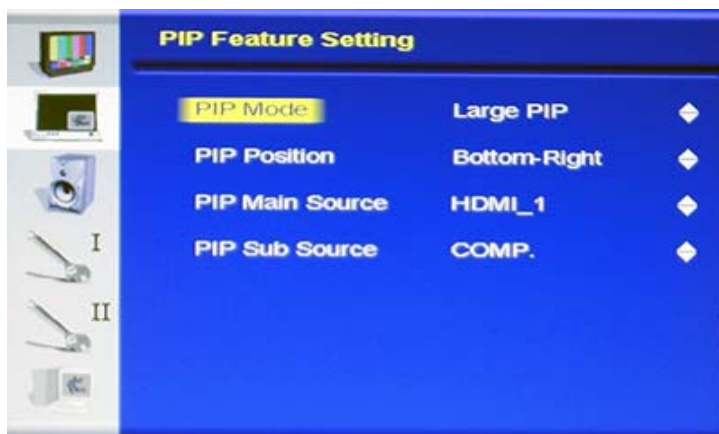 PIP Feature Setting
PIP Mode Large PIP
PIP Position Bottom-Right
PIP Main Source HDMI_1
I
PIP Sub Source COMP.
II